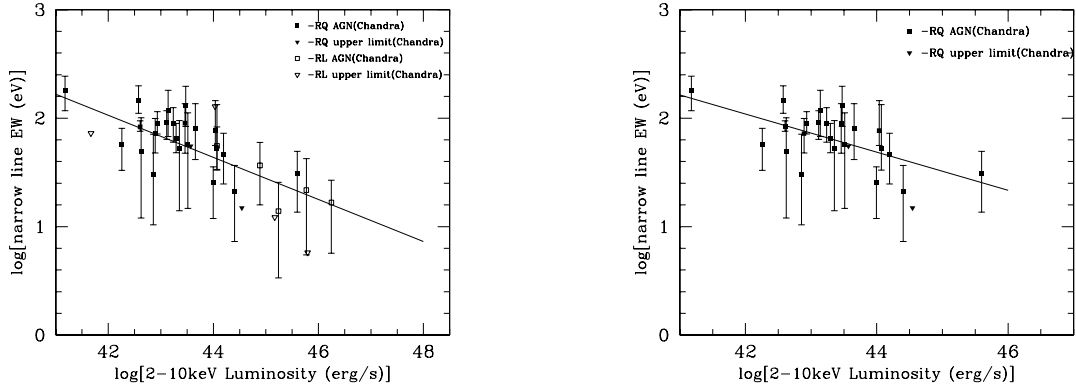 3
2
1
0
log[narrow line EW (eV)]
-RQ AGN(Chandra)
-RQ upper limit(Chandra)
-RL AGN(Chandra)
-RL upper limit(Chandra)
42 44 46 48
log[2-10keV Luminosity (erg/s)]
3
2
1
0
log[narrow line EW (eV)]
-RQ AGN(Chandra)
-RQ upper limit(Chandra)
42 44 46
log[2-10keV Luminosity (erg/s)]